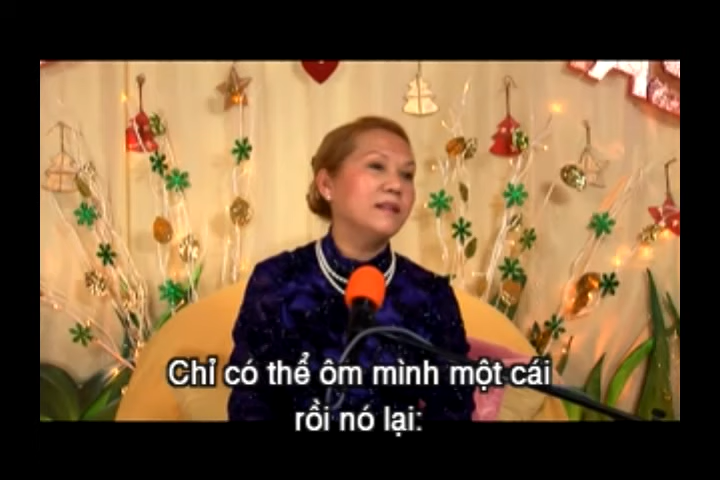 Chỉ có thể ôm mình một cái
rồi nó lại: